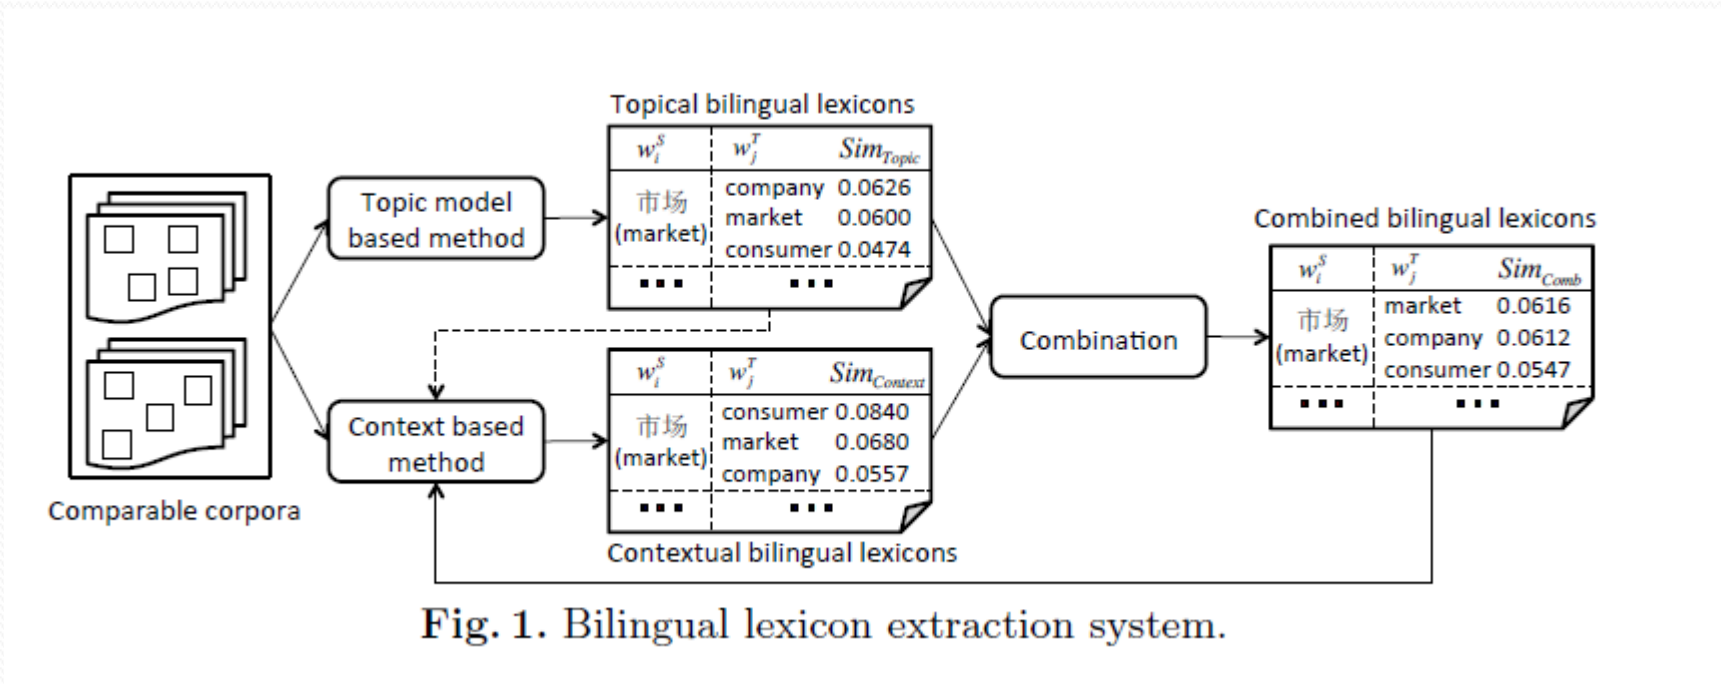 Topical bilingual lexicons
w_i^S w_j^T Sim_Topic
市场 (market)
company 0.0626
market 0.0600
consumer 0.0474
...  ...
Topic model
based method
Comparable corpora
Context based
method
w_i^S w_j^T Sim_Context
市场 (market)
consumer 0.0840
market 0.0680
company 0.0557
...  ...
Contextual bilingual lexicons
Combination
Combined bilingual lexicons
w_i^S w_j^T Sim_Comb
市场 (market)
market 0.0616
company 0.0612
consumer 0.0547
...  ...
Fig. 1. Bilingual lexicon extraction system.